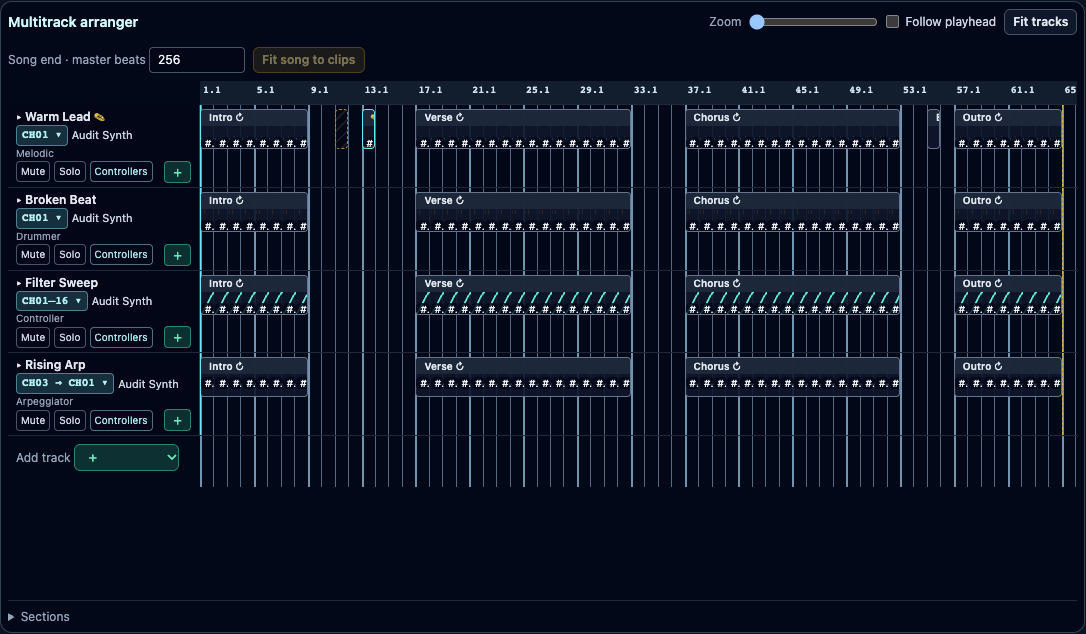 Multitrack arranger
Zoom Follow playhead Fit tracks
Song end · master beats 256 Fit song to clips
1.1 5.1 9.1 13.1 17.1 21.1 25.1 29.1 33.1 37.1 41.1 45.1 49.1 53.1 57.1 61.1 65
▸ Warm Lead ✏
CH01 ▾ Audit Synth
Melodic
Mute Solo Controllers +
Intro ↻ Verse ↻ Chorus ↻ Outro ↻
#. #. #. #. #. #. #. # # #. #. #. #. #. #. #. #. #. #. #. #. #. #. #. # #. #. #. #. #. #. #. #. #. #. #. #. #. #. #. # #. #. #. #. #. #. #. #
▸ Broken Beat
CH01 ▾ Audit Synth
Drummer
Mute Solo Controllers +
Intro ↻ Verse ↻ Chorus ↻ Outro ↻
#. #. #. #. #. #. #. # #. #. #. #. #. #. #. #. #. #. #. #. #. #. #. # #. #. #. #. #. #. #. #. #. #. #. #. #. #. #. # #. #. #. #. #. #. #. #
▸ Filter Sweep
CH01–16 ▾ Audit Synth
Controller
Mute Solo Controllers +
Intro ↻ Verse ↻ Chorus ↻ Outro ↻
#. #. #. #. #. #. #. # #. #. #. #. #. #. #. #. #. #. #. #. #. #. #. # #. #. #. #. #. #. #. #. #. #. #. #. #. #. #. # #. #. #. #. #. #. #. #
▸ Rising Arp
CH03 → CH01 ▾ Audit Synth
Arpeggiator
Mute Solo Controllers +
Intro ↻ Verse ↻ Chorus ↻ Outro ↻
#. #. #. #. #. #. #. # #. #. #. #. #. #. #. #. #. #. #. #. #. #. #. # #. #. #. #. #. #. #. #. #. #. #. #. #. #. #. # #. #. #. #. #. #. #. #
Add track +
▸ Sections